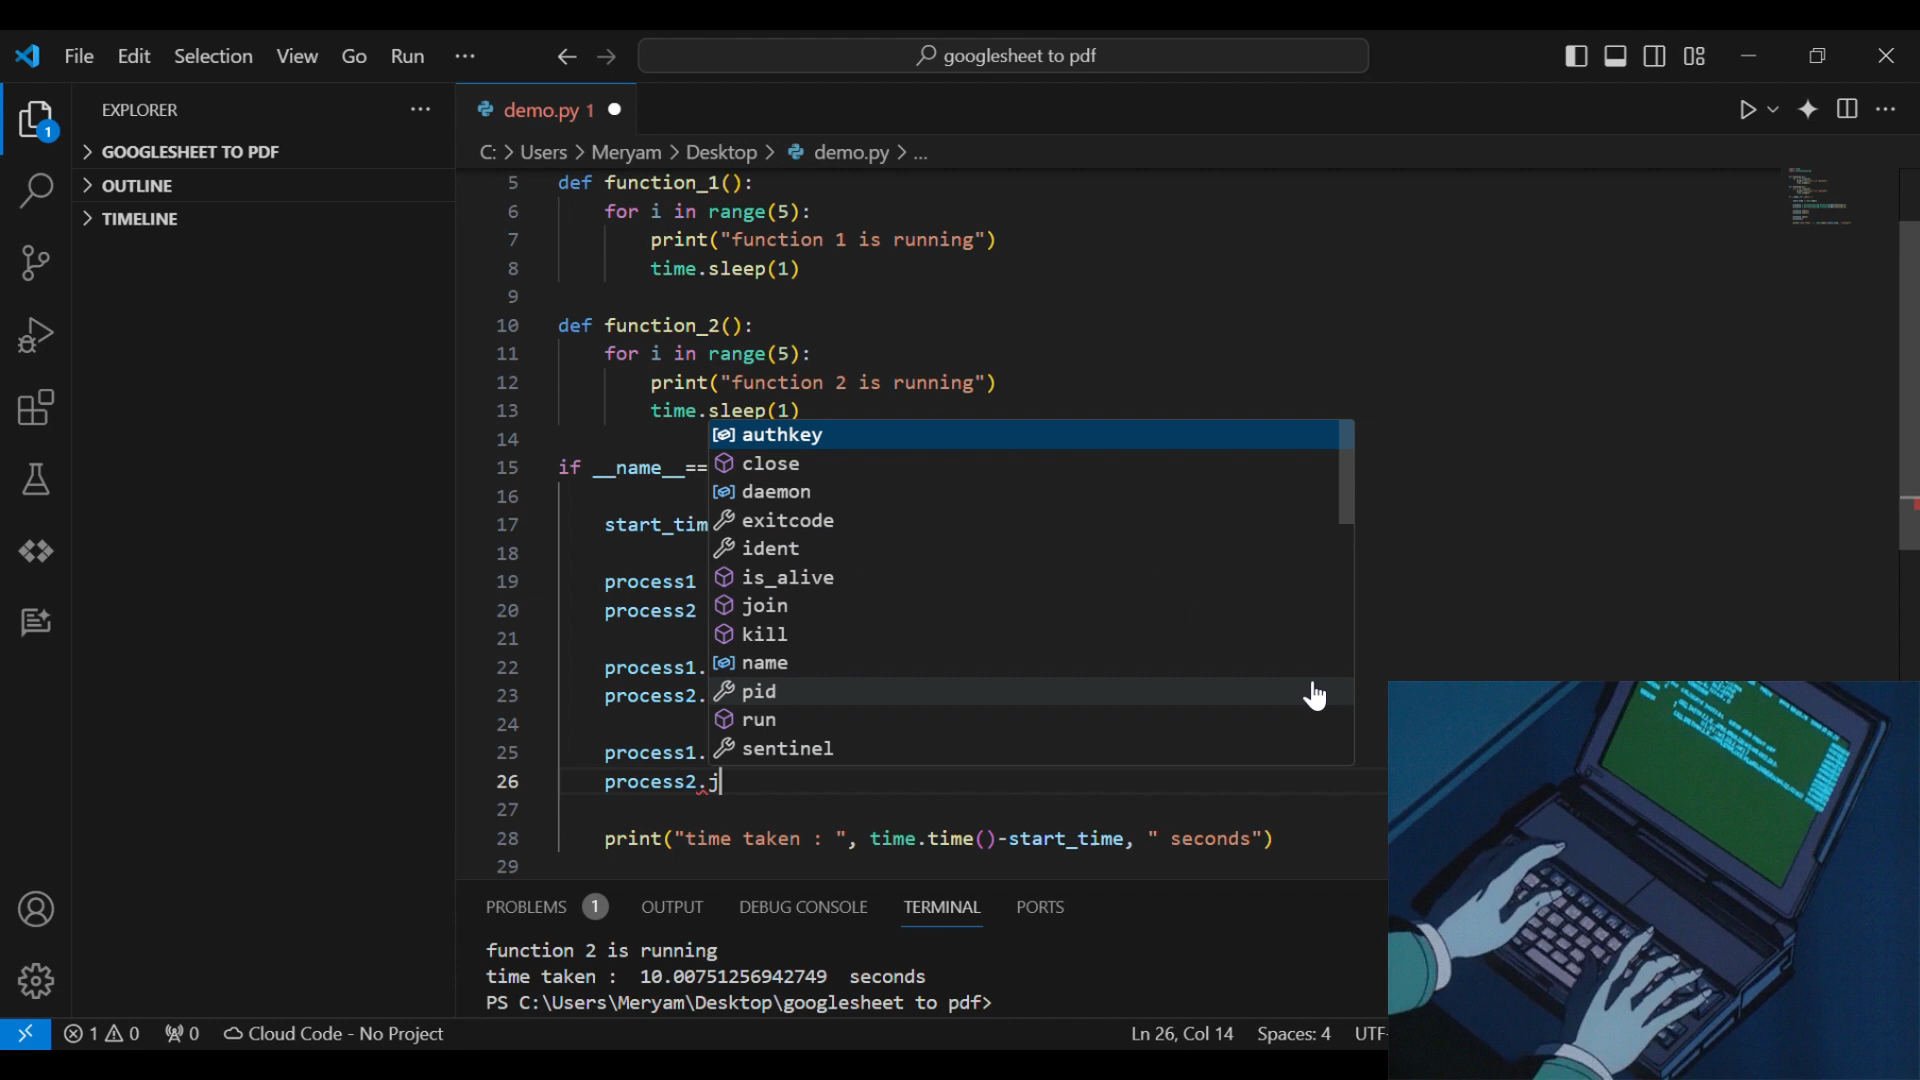 File Edit Selection View Go Run ··· googlesheet to pdf
EXPLORER ···
demo.py 1
1
GOOGLESHEET TO PDF
OUTLINE
TIMELINE
C: > Users > Meryam > Desktop > demo.py > ...
5 def function_1():
6 for i in range(5):
7 print("function 1 is running")
8 time.sleep(1)
9
10 def function_2():
11 for i in range(5):
12 print("function 2 is running")
13 time.sleep(1)
14
15 if __name__==
16
17 start_tim
18
19 process1
20 process2
21
22 process1.
23 process2.
24
25 process1.
26 process2.j
27
28 print("time taken : ", time.time()-start_time, " seconds")
29
authkey
close
daemon
exitcode
ident
is_alive
join
kill
name
pid
run
sentinel
PROBLEMS 1 OUTPUT DEBUG CONSOLE TERMINAL PORTS
function 2 is running
time taken :  10.00751256942749  seconds
PS C:\Users\Meryam\Desktop\googlesheet to pdf>
1 0 0 Cloud Code - No Project Ln 26, Col 14 Spaces: 4 UTF-